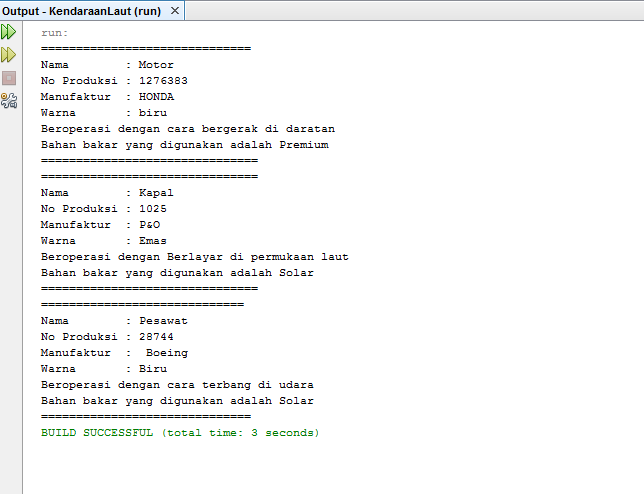 Output - KendaraanLaut (run)
run:
==============================
Nama        : Motor
No Produksi : 1276383
Manufaktur  : HONDA
Warna       : biru
Beroperasi dengan cara bergerak di daratan
Bahan bakar yang digunakan adalah Premium
===============================
===============================
Nama        : Kapal
No Produksi : 1025
Manufaktur  : P&O
Warna       : Emas
Beroperasi dengan Berlayar di permukaan laut
Bahan bakar yang digunakan adalah Solar
===============================
=============================
Nama        : Pesawat
No Produksi : 28744
Manufaktur  :  Boeing
Warna       : Biru
Beroperasi dengan cara terbang di udara
Bahan bakar yang digunakan adalah Solar
==============================
BUILD SUCCESSFUL (total time: 3 seconds)